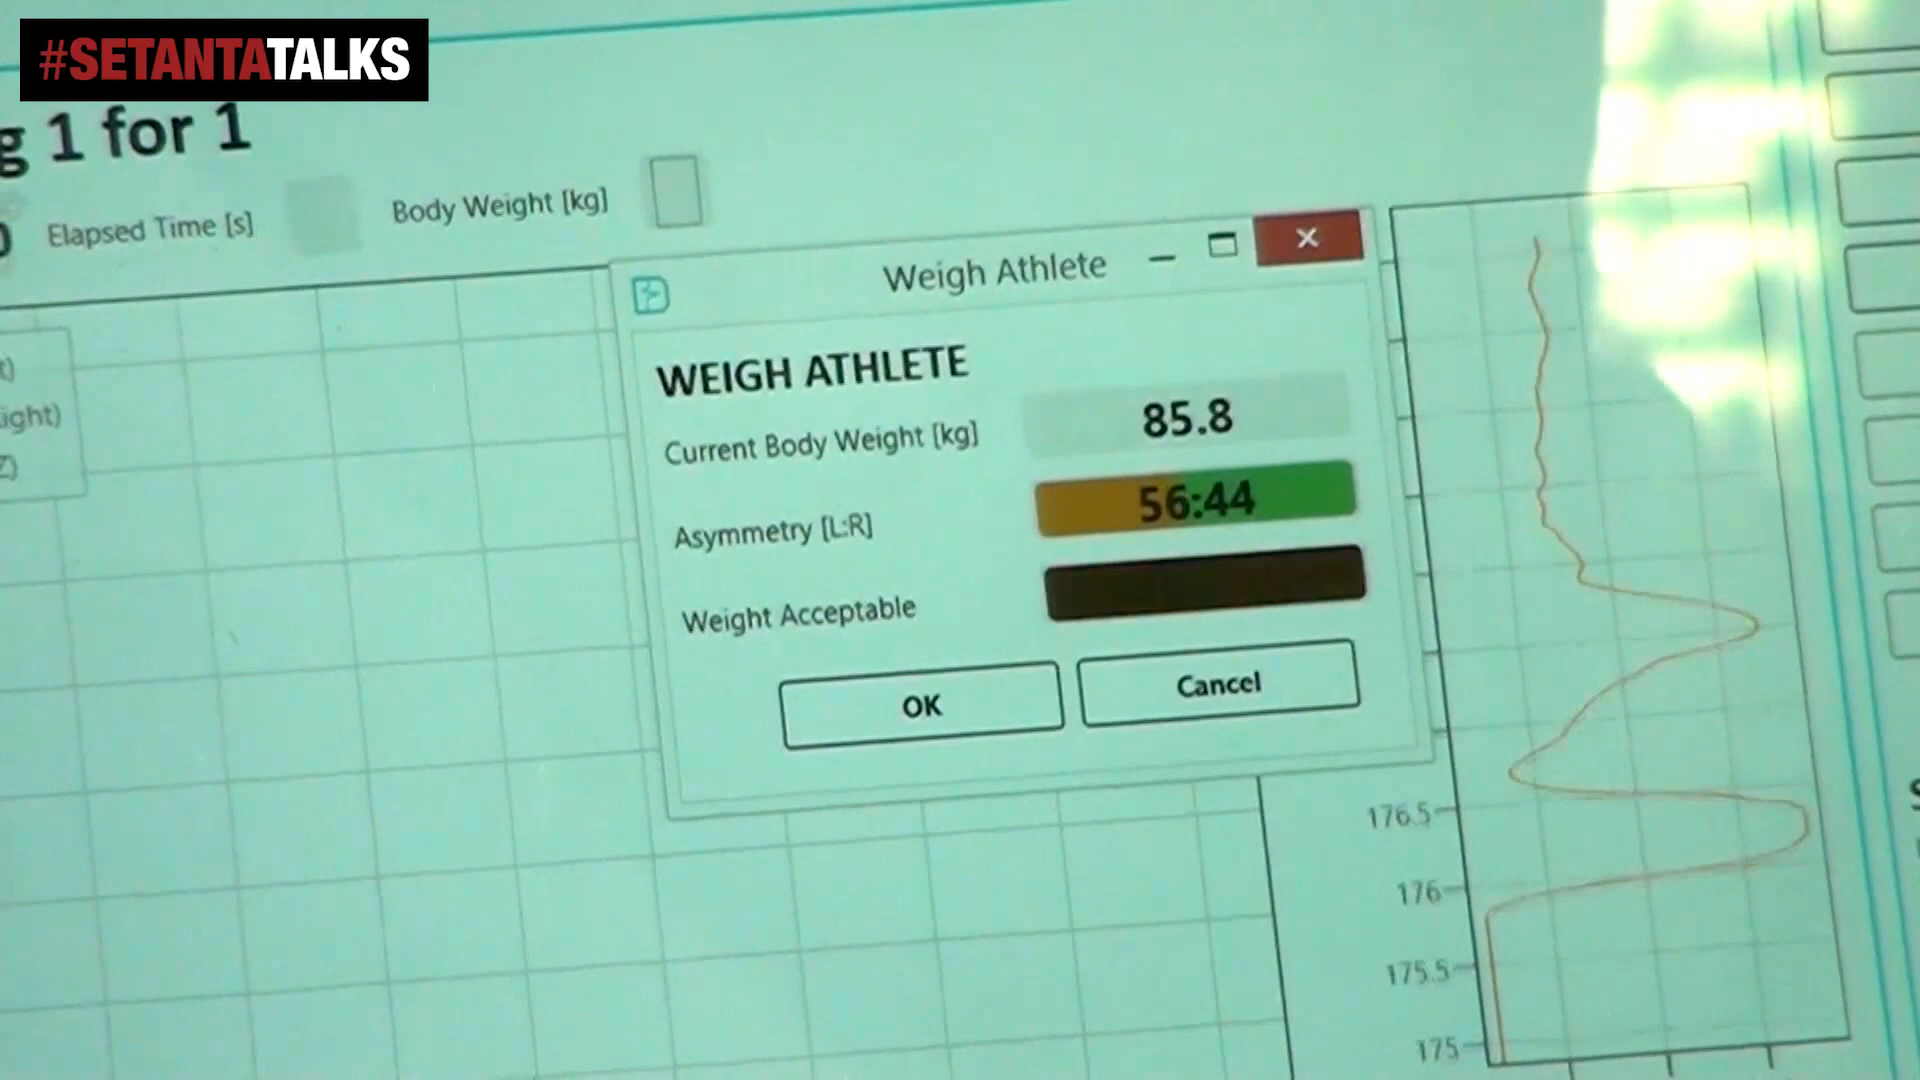 #SETANTATALKS
g 1 for 1
Elapsed Time [s]
Body Weight [kg]
Weigh Athlete
WEIGH ATHLETE
Current Body Weight [kg]
85.8
Asymmetry [L:R]
56:44
Weight Acceptable
OK
Cancel
ight)
176.5
176
175.5
175